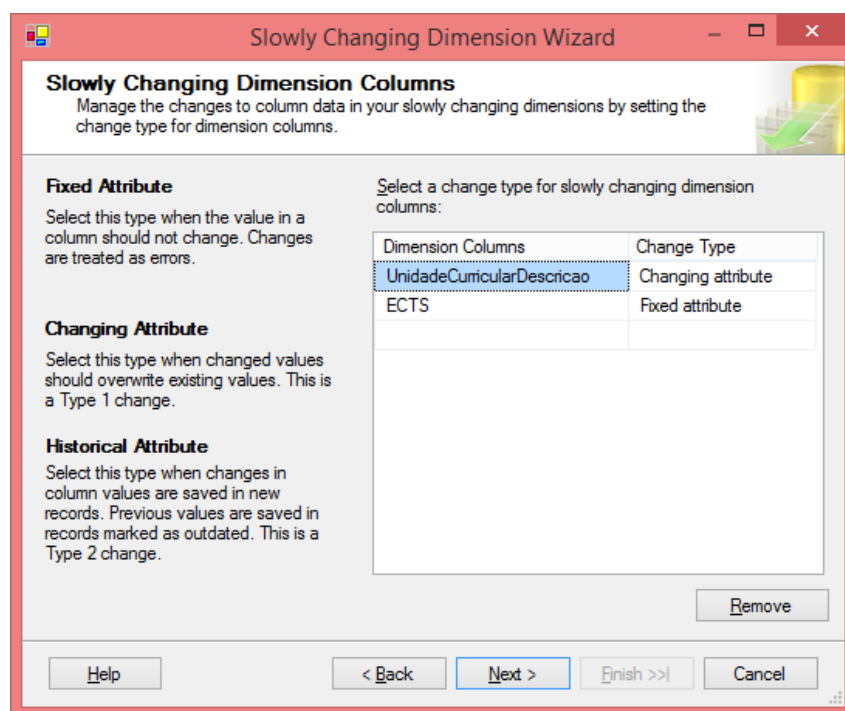 Slowly Changing Dimension Wizard
Slowly Changing Dimension Columns
Manage the changes to column data in your slowly changing dimensions by setting the
change type for dimension columns.
Fixed Attribute
Select this type when the value in a
column should not change. Changes
are treated as errors.
Changing Attribute
Select this type when changed values
should overwrite existing values. This is
a Type 1 change.
Historical Attribute
Select this type when changes in
column values are saved in new
records. Previous values are saved in
records marked as outdated. This is a
Type 2 change.
Select a change type for slowly changing dimension
columns:
Dimension Columns Change Type
UnidadeCurricularDescricao Changing attribute
ECTS Fixed attribute
Remove
Help < Back Next > Finish >>| Cancel